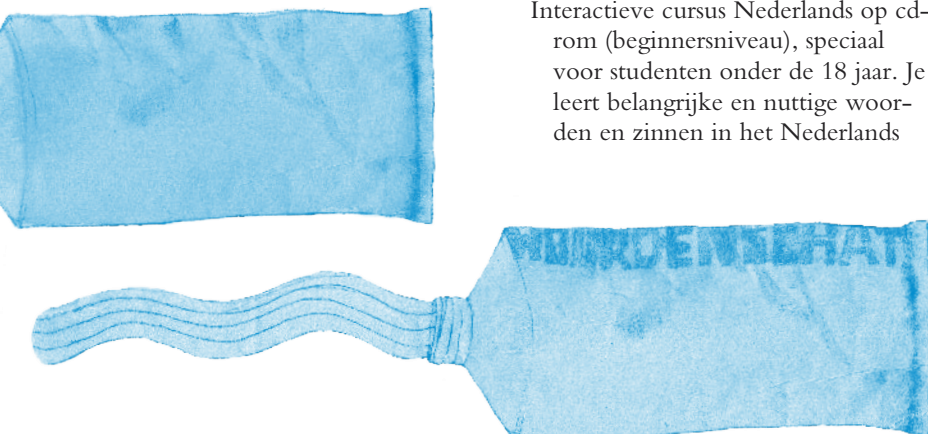 Interactieve cursus Nederlands op cd-
rom (beginnersniveau), speciaal
voor studenten onder de 18 jaar. Je
leert belangrijke en nuttige woor-
den en zinnen in het Nederlands
WOORDENSCHAT